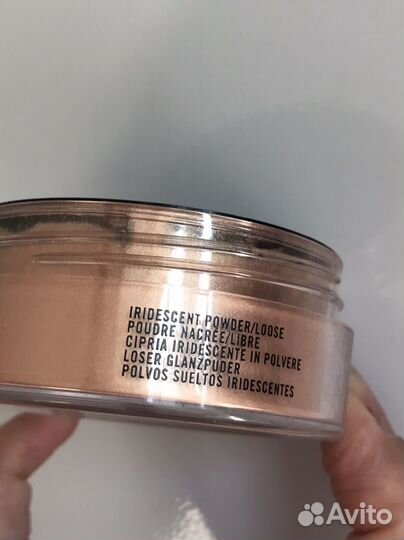 IRIDESCENT POWDER/LOOSE
POUDRE NACRÉE/LIBRE
CIPRIA IRIDESCENTE IN POLVERE
LOSER GLANZPUDER
POLVOS SUELTOS IRIDESCENTES
Avito